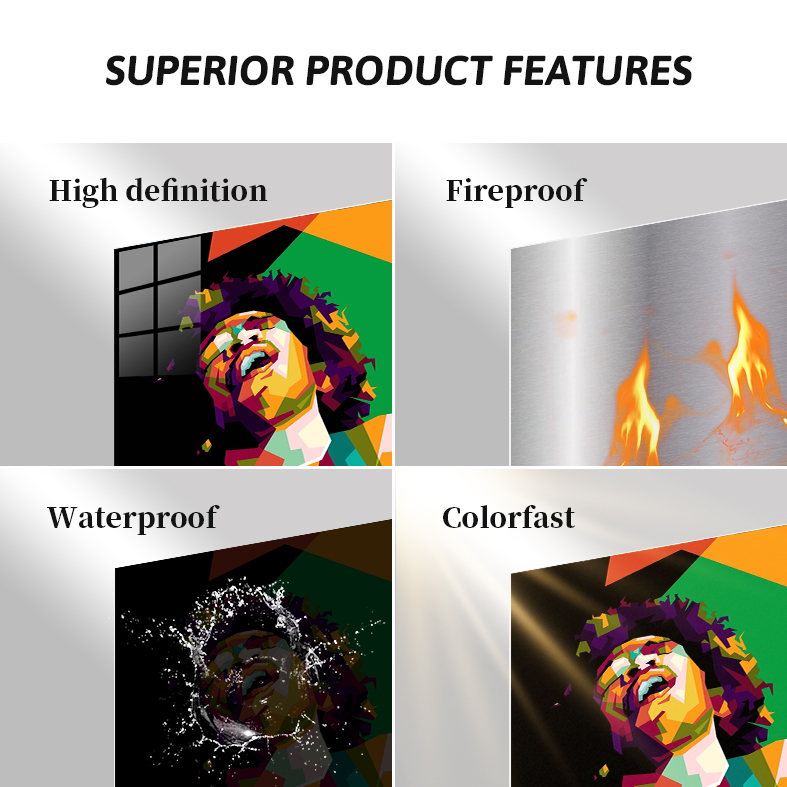 SUPERIOR PRODUCT FEATURES
High definition
Fireproof
Waterproof
Colorfast